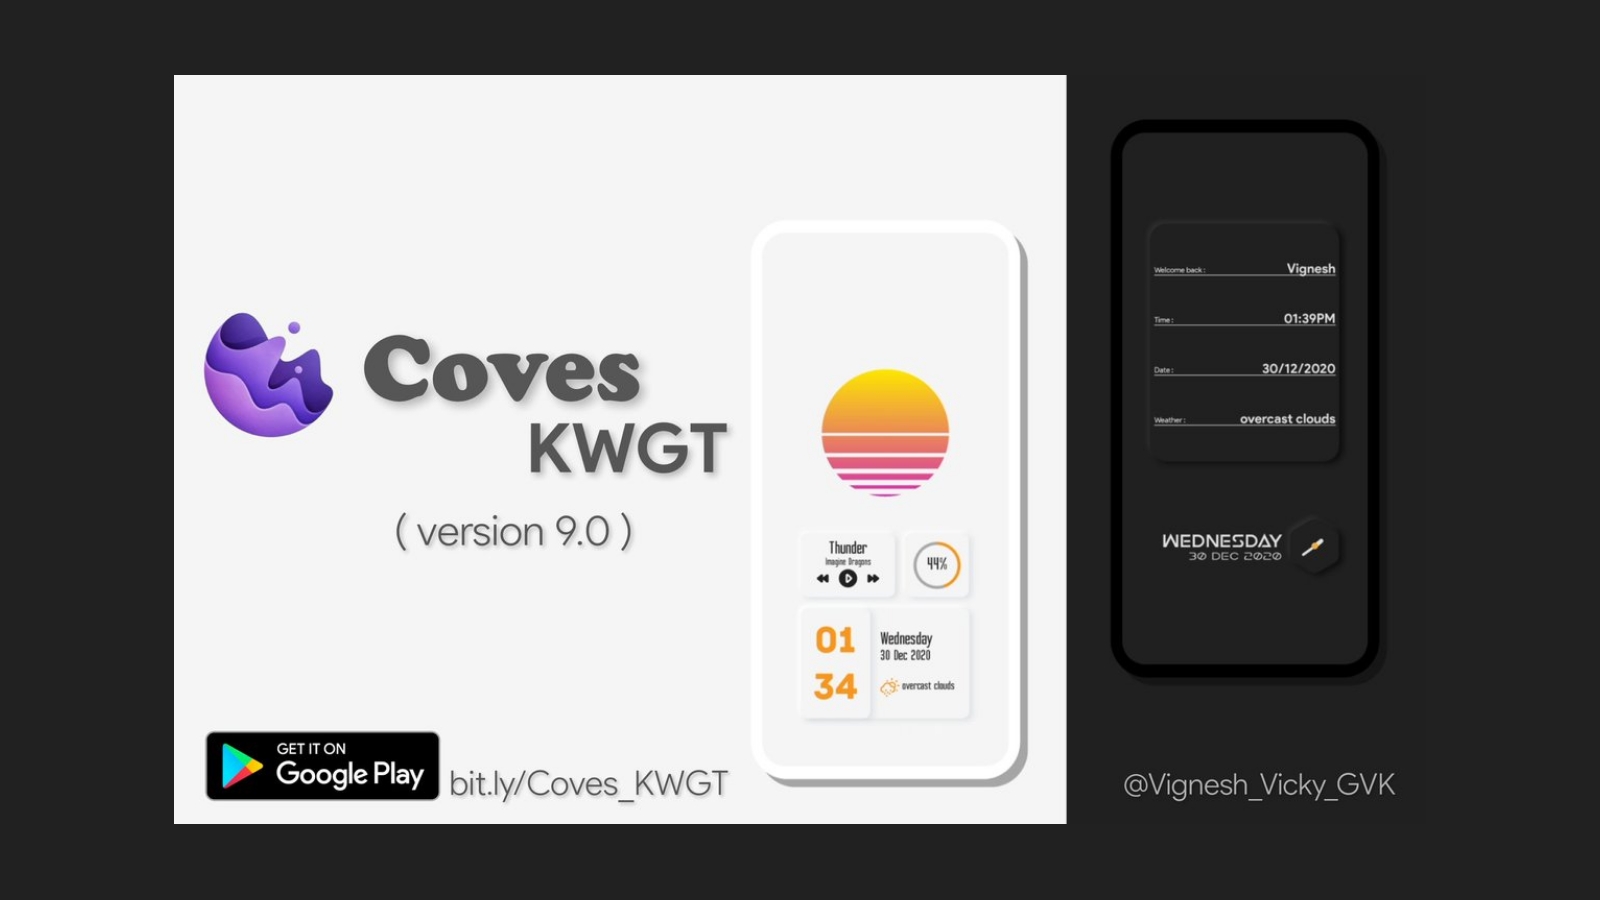 Coves
KWGT
( version 9.0 )
GET IT ON
Google Play
bit.ly/Coves_KWGT
Thunder
Imagine Dragons
44%
01
34
Wednesday
30 Dec 2020
overcast clouds
Welcome back : Vignesh
Time : 01:39PM
Date : 30/12/2020
Weather : overcast clouds
WEDNESDAY
30 DEC 2020
@Vignesh_Vicky_GVK